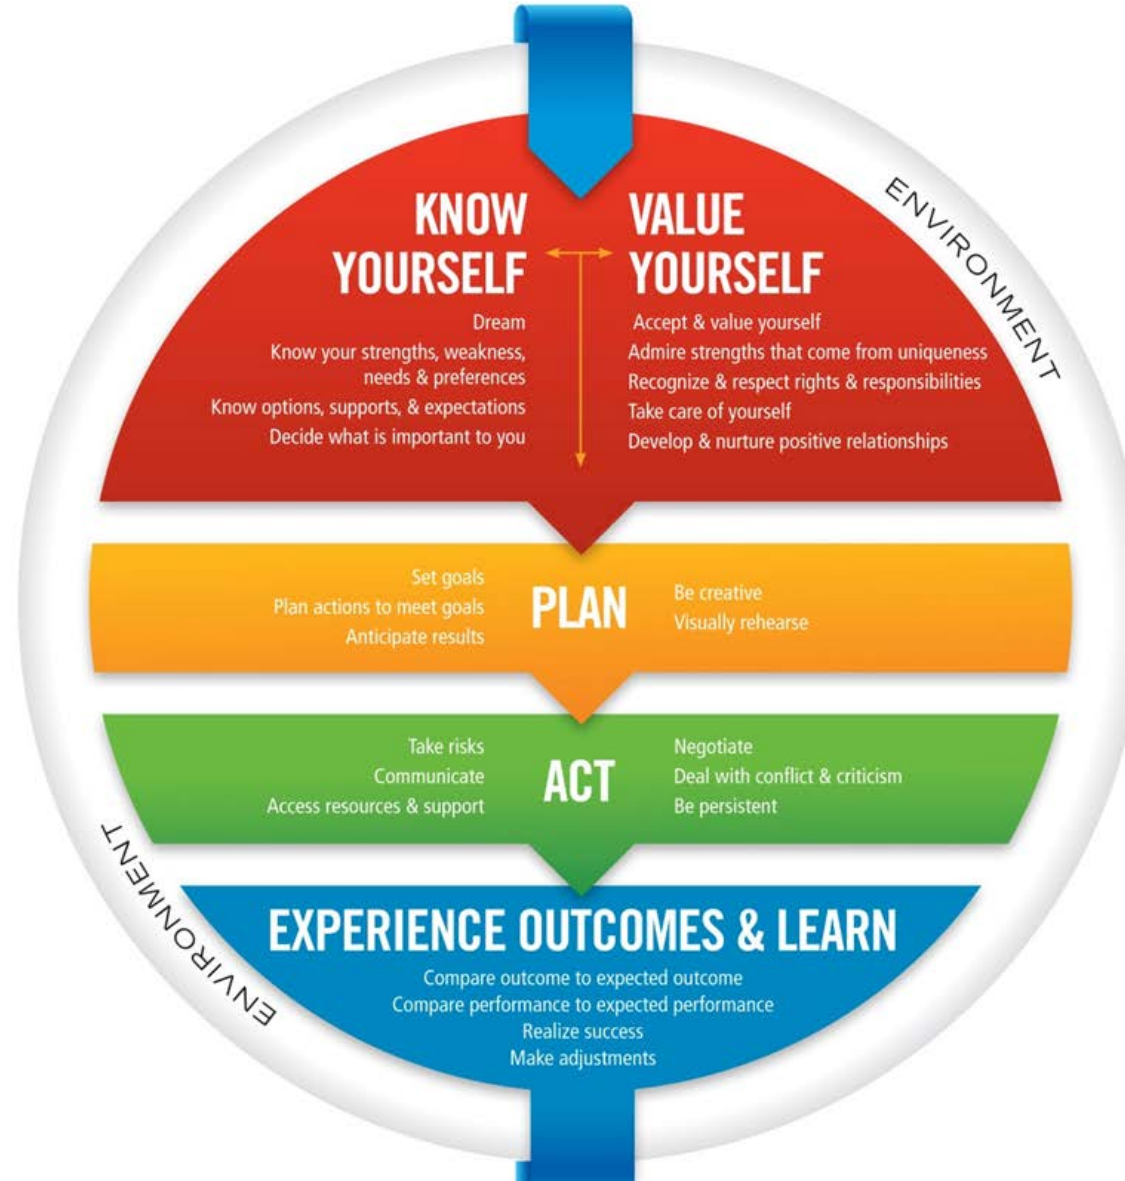 KNOW
YOURSELF
Dream
Know your strengths, weakness,
needs & preferences
Know options, supports, & expectations
Decide what is important to you
VALUE
YOURSELF
Accept & value yourself
Admire strengths that come from uniqueness
Recognize & respect rights & responsibilities
Take care of yourself
Develop & nurture positive relationships
ENVIRONMENT
Set goals
Plan actions to meet goals
Anticipate results
PLAN
Be creative
Visually rehearse
Take risks
Communicate
Access resources & support
ACT
Negotiate
Deal with conflict & criticism
Be persistent
ENVIRONMENT
EXPERIENCE OUTCOMES & LEARN
Compare outcome to expected outcome
Compare performance to expected performance
Realize success
Make adjustments